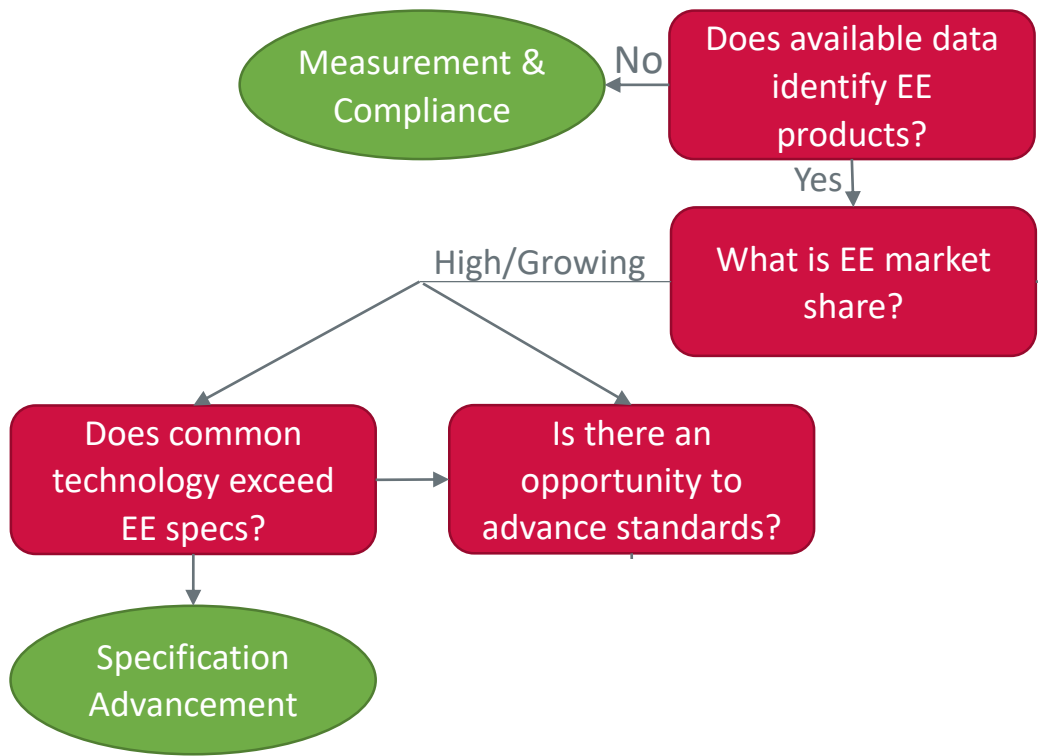 Does available data
identify EE
products?
No
Measurement &
Compliance
Yes
What is EE market
share?
High/Growing
Does common
technology exceed
EE specs?
Is there an
opportunity to
advance standards?
Specification
Advancement